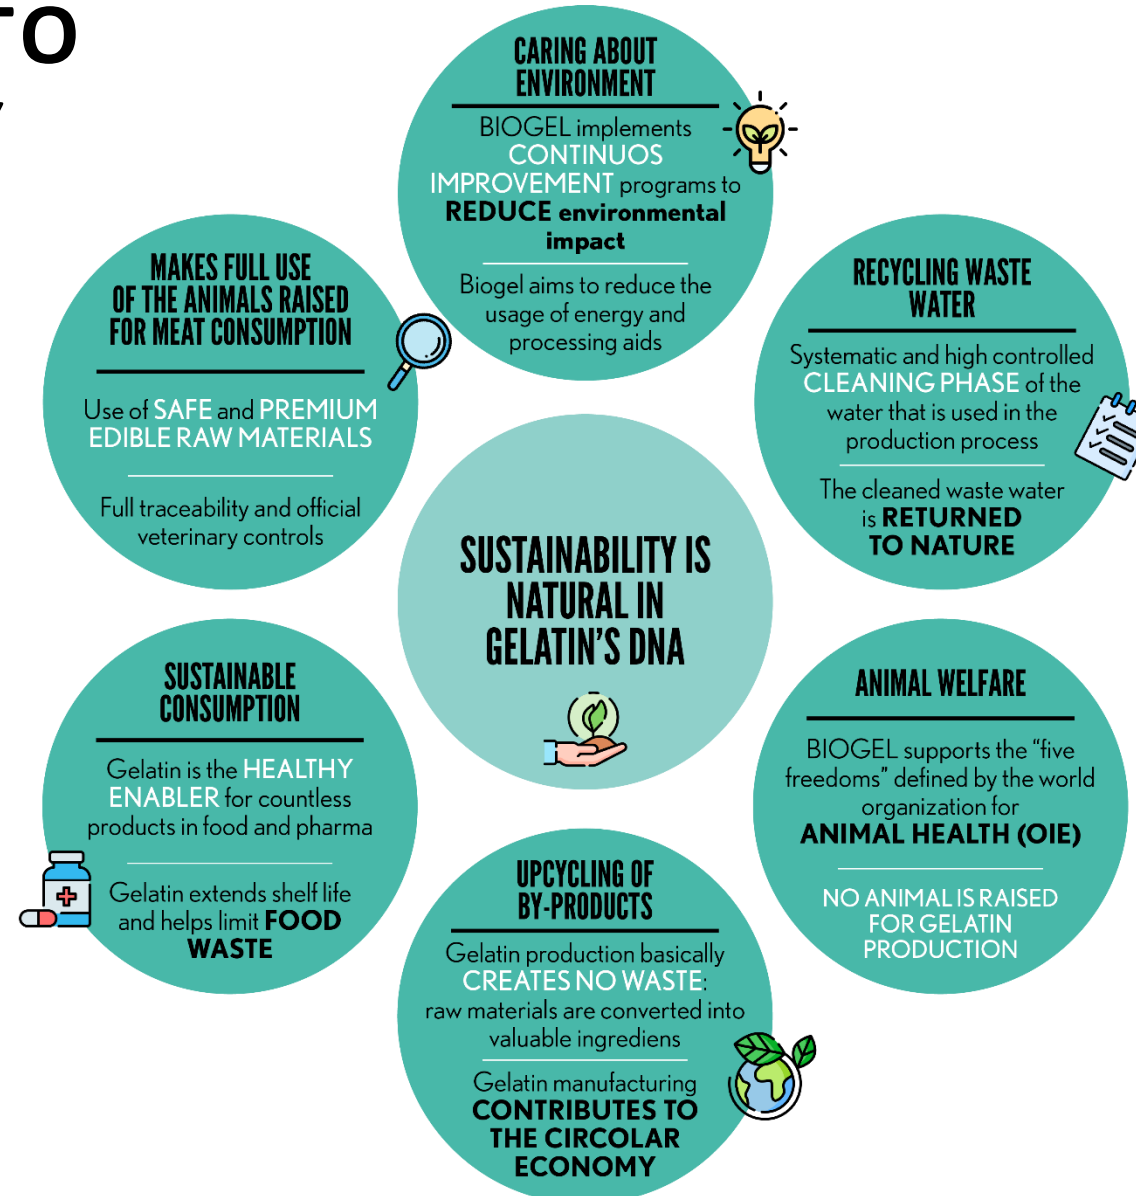 TO
CARING ABOUT
ENVIRONMENT
BIOGEL implements
CONTINUOS
IMPROVEMENT programs to
REDUCE environmental
impact
Biogel aims to reduce the
usage of energy and
processing aids
MAKES FULL USE
OF THE ANIMALS RAISED
FOR MEAT CONSUMPTION
Use of SAFE and PREMIUM
EDIBLE RAW MATERIALS
Full traceability and official
veterinary controls
RECYCLING WASTE
WATER
Systematic and high controlled
CLEANING PHASE of the
water that is used in the
production process
The cleaned waste water
is RETURNED
TO NATURE
SUSTAINABILITY IS
NATURAL IN
GELATIN'S DNA
SUSTAINABLE
CONSUMPTION
Gelatin is the HEALTHY
ENABLER for countless
products in food and pharma
Gelatin extends shelf life
and helps limit FOOD
WASTE
ANIMAL WELFARE
BIOGEL supports the “five
freedoms” defined by the world
organization for
ANIMAL HEALTH (OIE)
NO ANIMAL IS RAISED
FOR GELATIN
PRODUCTION
UPCYCLING OF
BY-PRODUCTS
Gelatin production basically
CREATES NO WASTE:
raw materials are converted into
valuable ingrediens
Gelatin manufacturing
CONTRIBUTES TO
THE CIRCOLAR
ECONOMY